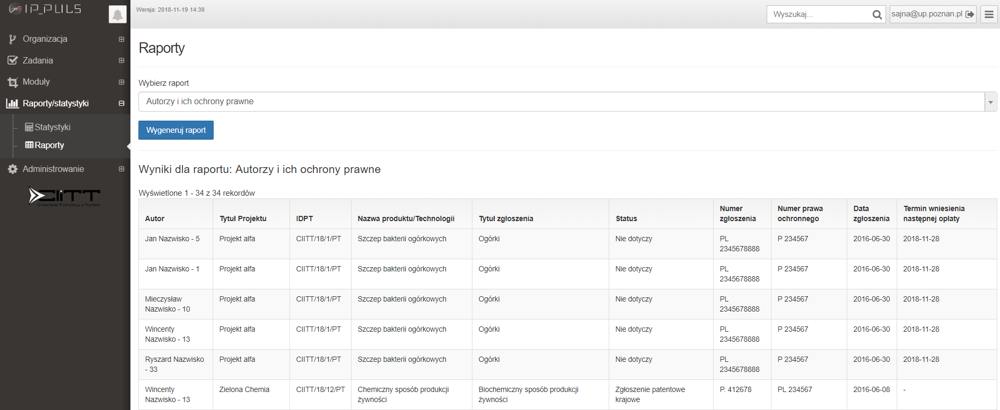 IP_PULS
Wersja: 2018-11-19 14:39
Wyszukaj...
sajna@up.poznan.pl
Organizacja
Zadania
Moduły
Raporty/statystyki
Statystyki
Raporty
Administrowanie
CIITT
Uniwersytet Przyrodniczy w Poznaniu
Raporty
Wybierz raport
Autorzy i ich ochrony prawne
Wygeneruj raport
Wyniki dla raportu: Autorzy i ich ochrony prawne
Wyświetlone 1 - 34 z 34 rekordów
Autor Tytuł Projektu IDPT Nazwa produktu/Technologii Tytuł zgłoszenia Status Numer zgłoszenia Numer prawa ochronnego Data zgłoszenia Termin wniesienia następnej opłaty
Jan Nazwisko - 5 Projekt alfa CIITT/18/1/PT Szczep bakterii ogórkowych Ogórki Nie dotyczy PL 2345678888 P 234567 2016-06-30 2018-11-28
Jan Nazwisko - 1 Projekt alfa CIITT/18/1/PT Szczep bakterii ogórkowych Ogórki Nie dotyczy PL 2345678888 P 234567 2016-06-30 2018-11-28
Mieczysław Nazwisko - 10 Projekt alfa CIITT/18/1/PT Szczep bakterii ogórkowych Ogórki Nie dotyczy PL 2345678888 P 234567 2016-06-30 2018-11-28
Wincenty Nazwisko - 13 Projekt alfa CIITT/18/1/PT Szczep bakterii ogórkowych Ogórki Nie dotyczy PL 2345678888 P 234567 2016-06-30 2018-11-28
Ryszard Nazwisko - 33 Projekt alfa CIITT/18/1/PT Szczep bakterii ogórkowych Ogórki Nie dotyczy PL 2345678888 P 234567 2016-06-30 2018-11-28
Wincenty Nazwisko - 13 Zielona Chemia CIITT/18/12/PT Chemiczny sposób produkcji żywności Biochemiczny sposób produkcji żywności Zgłoszenie patentowe krajowe P. 412678 PL 234567 2016-06-08 -